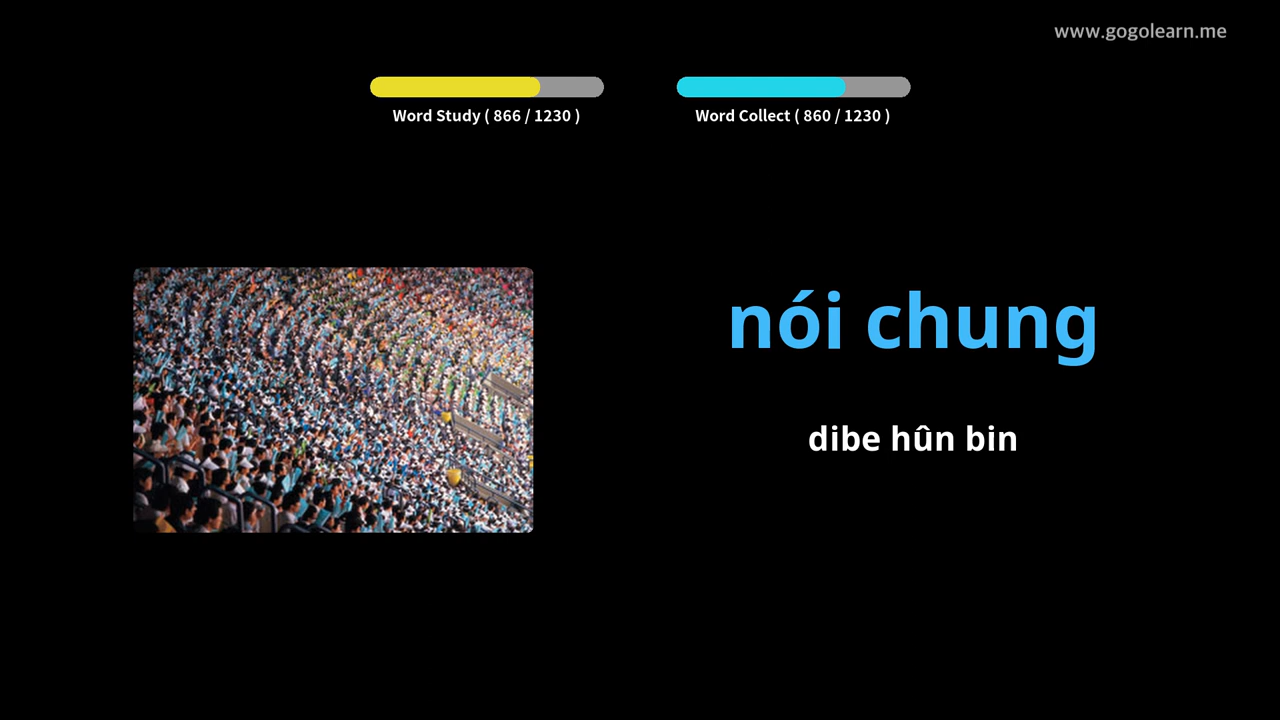 www.gogolearn.me
Word Study ( 866 / 1230 )
Word Collect ( 860 / 1230 )
nói chung
dibe hûn bin